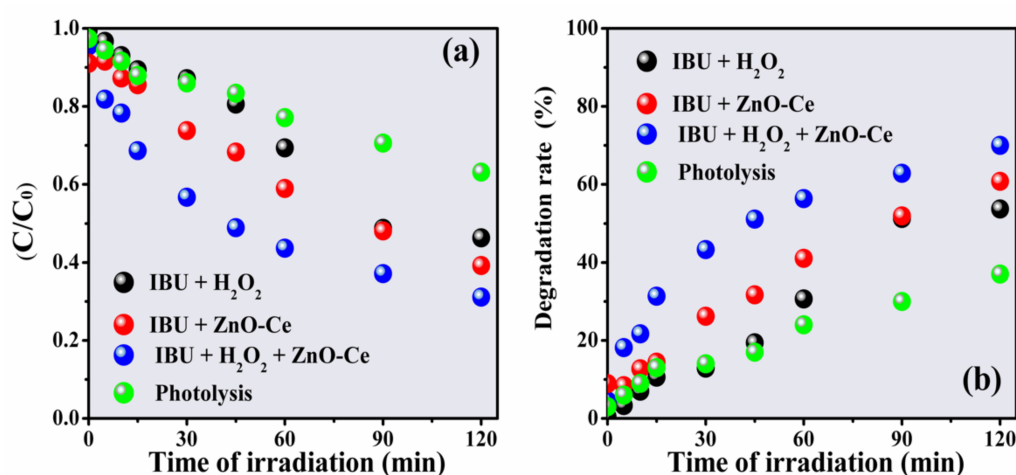 (a)
(C/C₀)
1.0
0.8
0.6
0.4
0.2
0.0
IBU + H₂O₂
IBU + ZnO-Ce
IBU + H₂O₂ + ZnO-Ce
Photolysis
0 30 60 90 120
Time of irradiation (min)
(b)
Degradation rate (%)
100
80
60
40
20
0
IBU + H₂O₂
IBU + ZnO-Ce
IBU + H₂O₂ + ZnO-Ce
Photolysis
0 30 60 90 120
Time of irradiation (min)